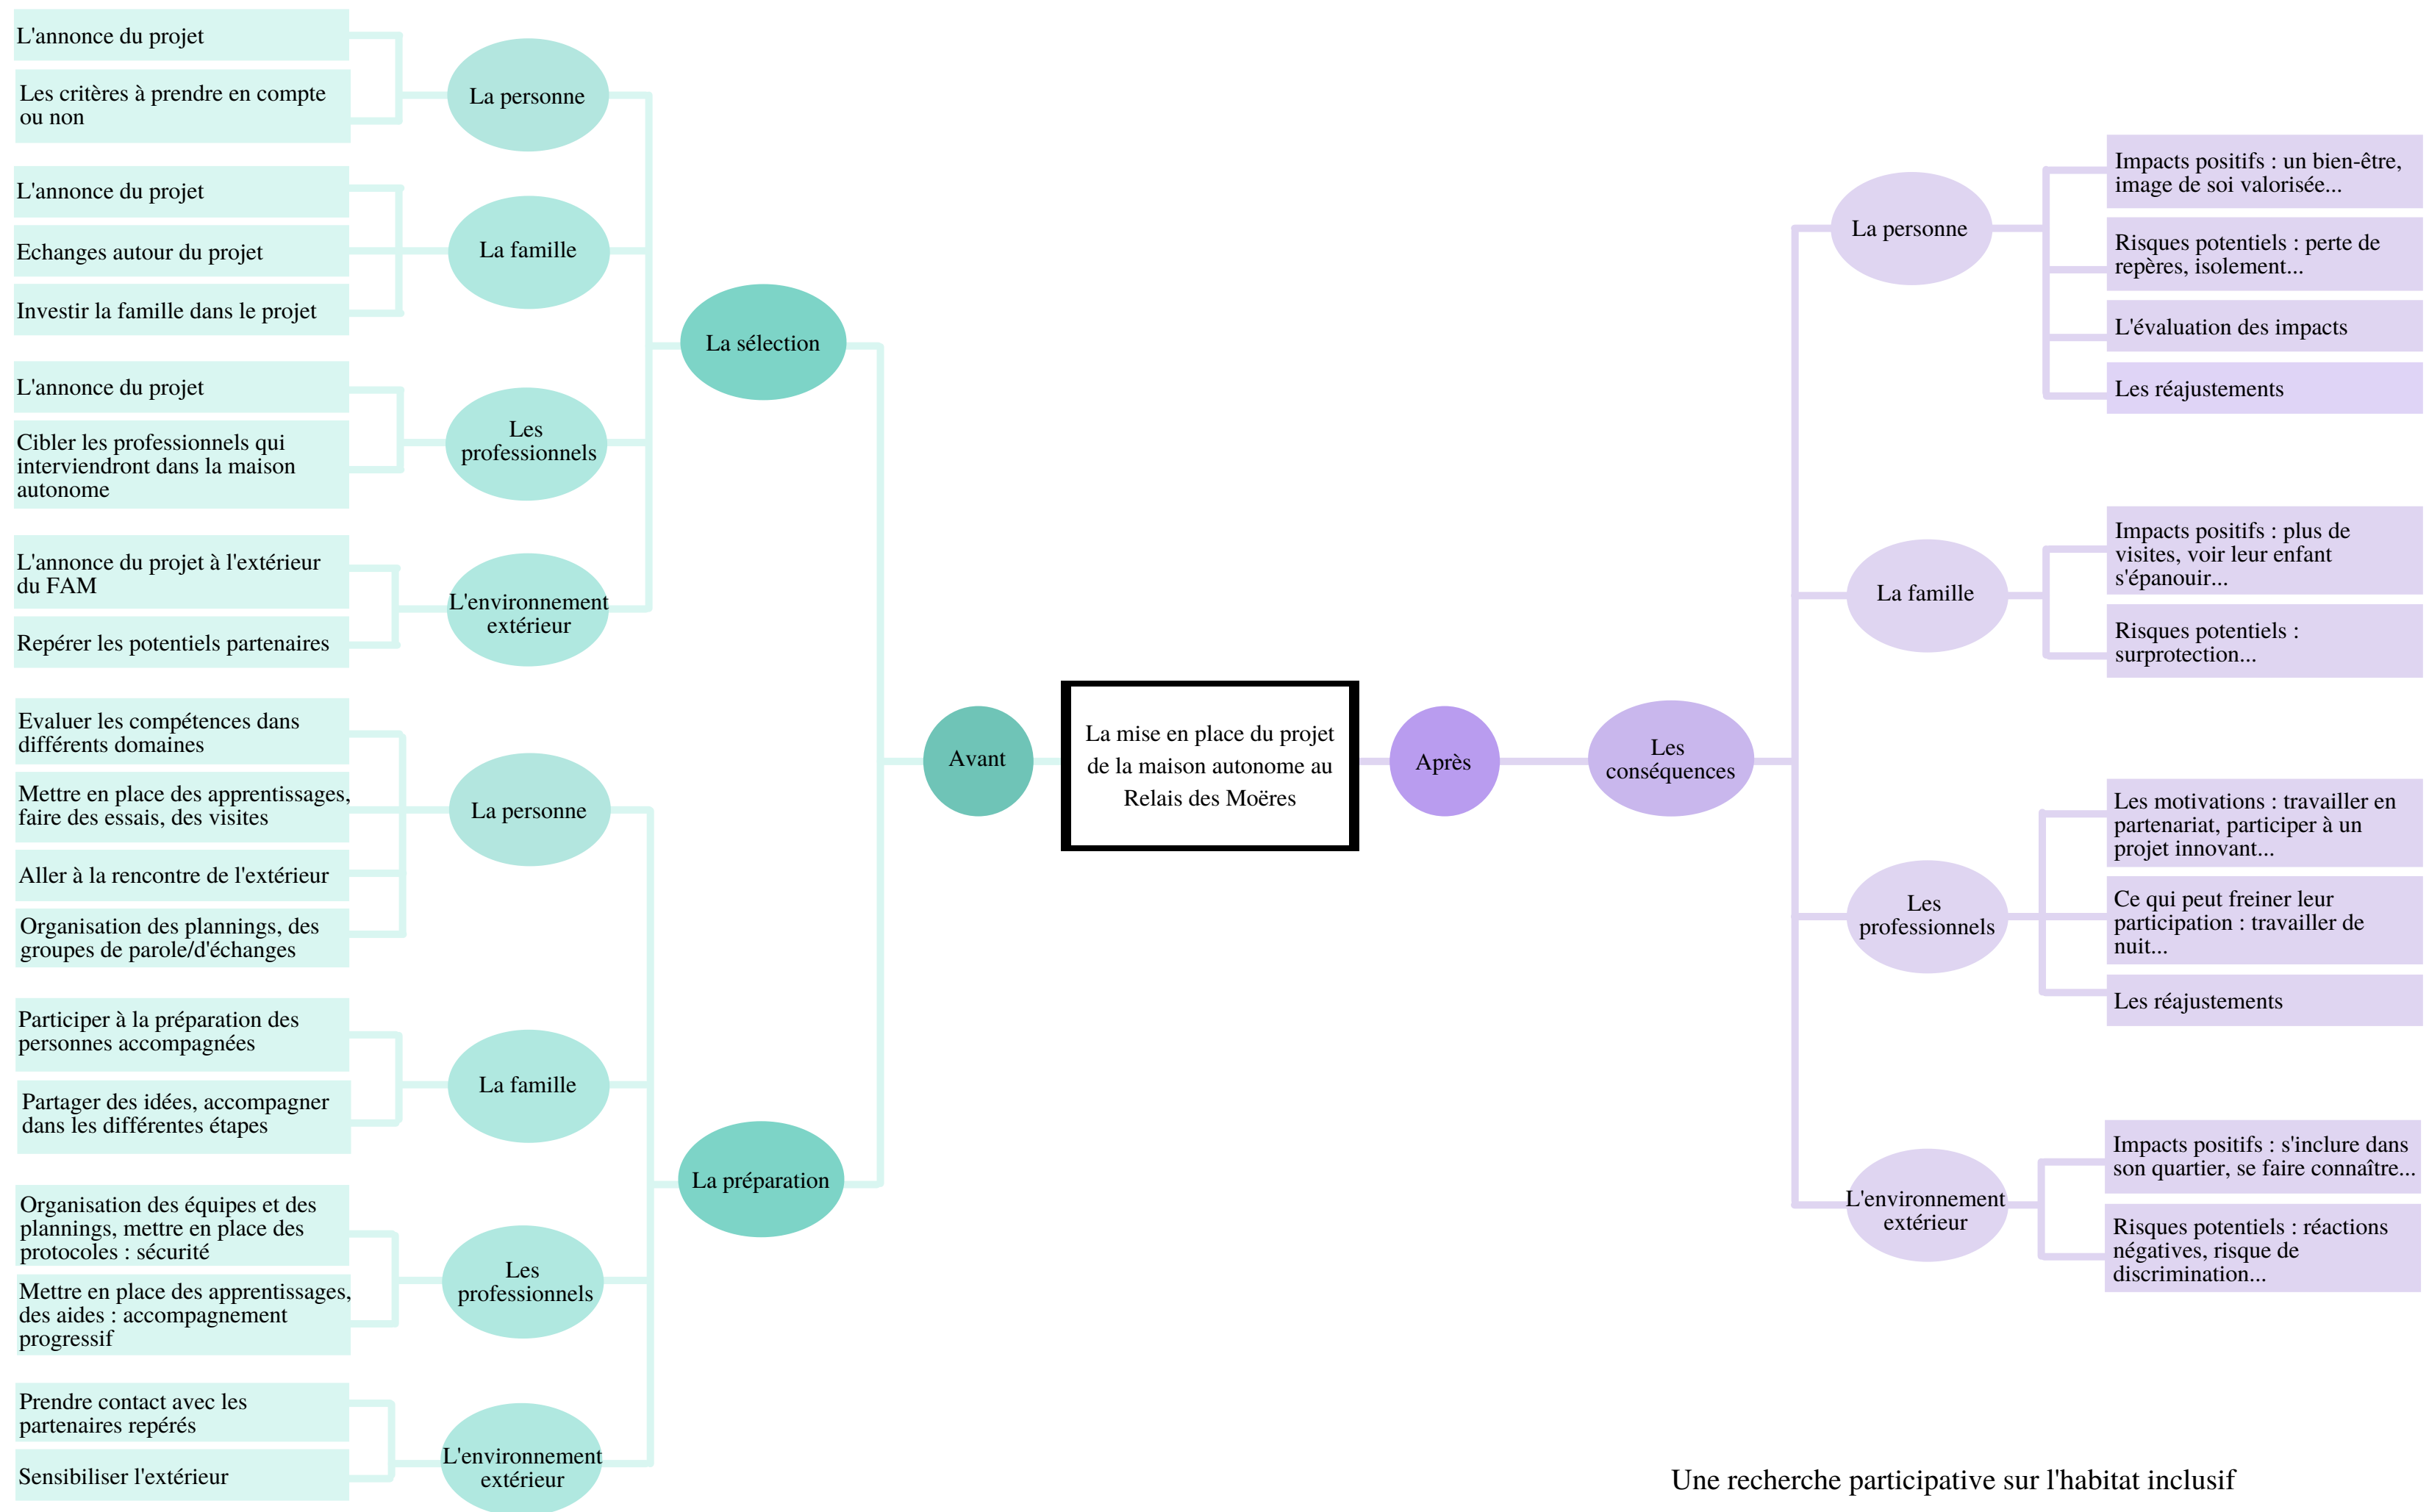 L'annonce du projet
Les critères à prendre en compte
ou non
La personne
L'annonce du projet
Echanges autour du projet
Investir la famille dans le projet
La famille
L'annonce du projet
Cibler les professionnels qui
interviendront dans la maison
autonome
Les
professionnels
L'annonce du projet à l'extérieur
du FAM
Repérer les potentiels partenaires
L'environnement
extérieur
La sélection
Evaluer les compétences dans
différents domaines
Mettre en place des apprentissages,
faire des essais, des visites
Aller à la rencontre de l'extérieur
Organisation des plannings, des
groupes de parole/d'échanges
La personne
Participer à la préparation des
personnes accompagnées
Partager des idées, accompagner
dans les différentes étapes
La famille
Organisation des équipes et des
plannings, mettre en place des
protocoles : sécurité
Mettre en place des apprentissages,
des aides : accompagnement
progressif
Les
professionnels
Prendre contact avec les
partenaires repérés
Sensibiliser l'extérieur
L'environnement
extérieur
La préparation
Avant
La mise en place du projet
de la maison autonome au
Relais des Moëres
Après
Les
conséquences
La personne
Impacts positifs : un bien-être,
image de soi valorisée...
Risques potentiels : perte de
repères, isolement...
L'évaluation des impacts
Les réajustements
La famille
Impacts positifs : plus de
visites, voir leur enfant
s'épanouir...
Risques potentiels :
surprotection...
Les
professionnels
Les motivations : travailler en
partenariat, participer à un
projet innovant...
Ce qui peut freiner leur
participation : travailler de
nuit...
Les réajustements
L'environnement
extérieur
Impacts positifs : s'inclure dans
son quartier, se faire connaître...
Risques potentiels : réactions
négatives, risque de
discrimination...
Une recherche participative sur l'habitat inclusif